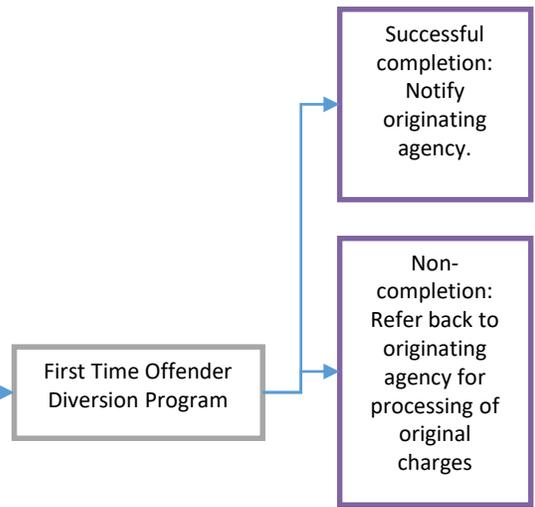 Successful
completion:
Notify
originating
agency.
Non-
completion:
Refer back to
originating
agency for
processing of
original
charges
First Time Offender
Diversion Program